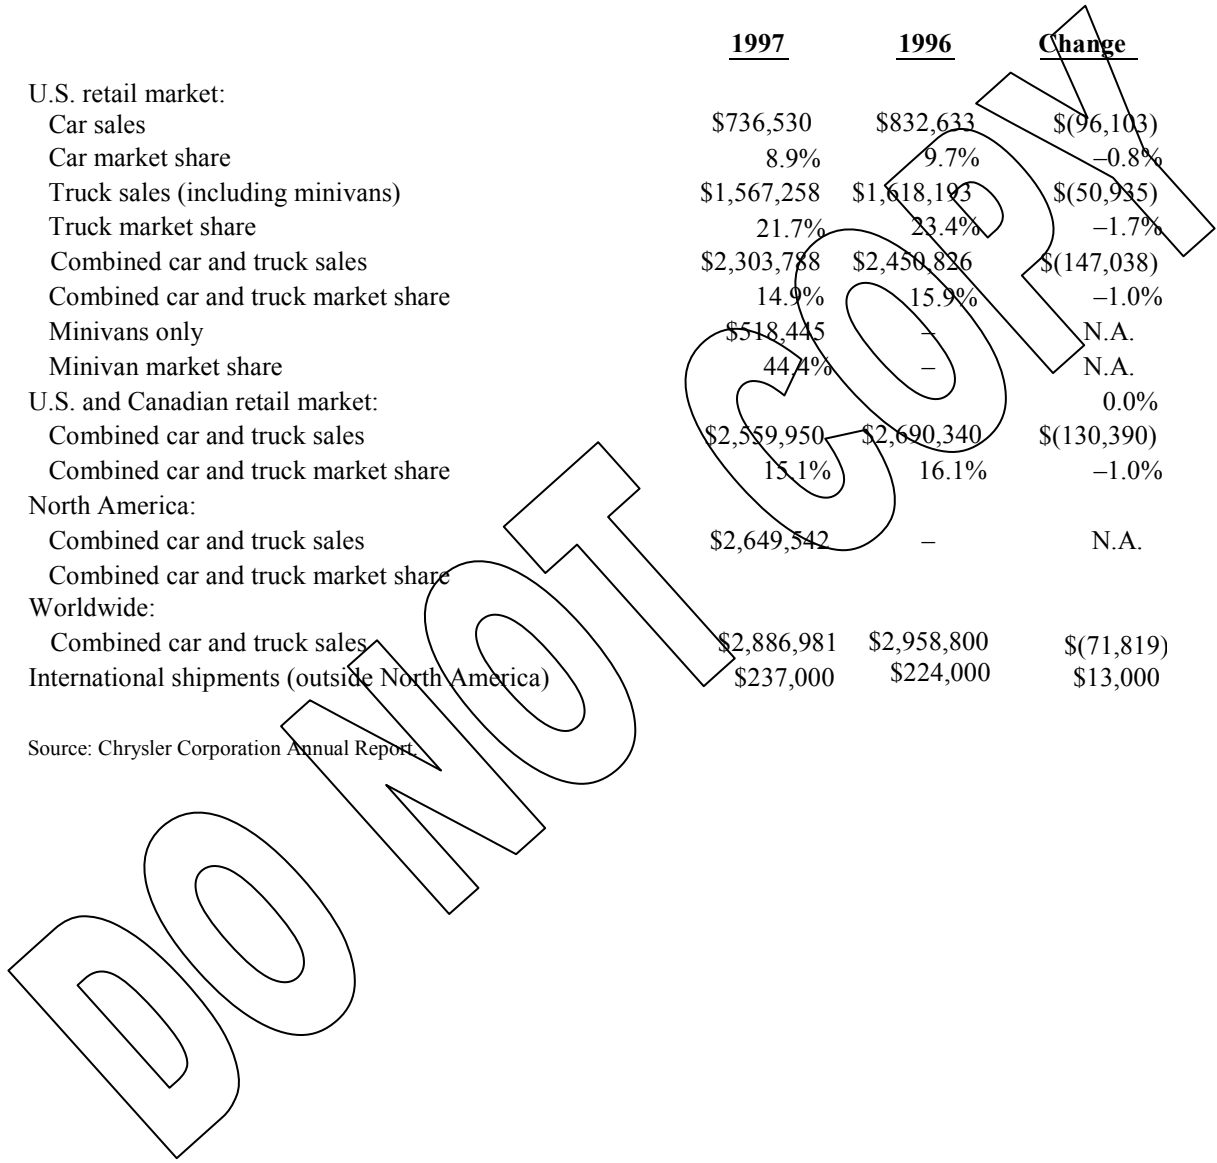 1997 1996 Change
U.S. retail market:
Car sales $736,530 $832,633 $(96,103)
Car market share 8.9% 9.7% –0.8%
Truck sales (including minivans) $1,567,258 $1,618,193 $(50,935)
Truck market share 21.7% 23.4% –1.7%
Combined car and truck sales $2,303,788 $2,450,826 $(147,038)
Combined car and truck market share 14.9% 15.9% –1.0%
Minivans only $518,445 – N.A.
Minivan market share 44.4% – N.A.
U.S. and Canadian retail market: 0.0%
Combined car and truck sales $2,559,950 $2,690,340 $(130,390)
Combined car and truck market share 15.1% 16.1% –1.0%
North America:
Combined car and truck sales $2,649,542 – N.A.
Combined car and truck market share
Worldwide:
Combined car and truck sales $2,886,981 $2,958,800 $(71,819)
International shipments (outside North America) $237,000 $224,000 $13,000
Source: Chrysler Corporation Annual Report.
DO NOT COPY